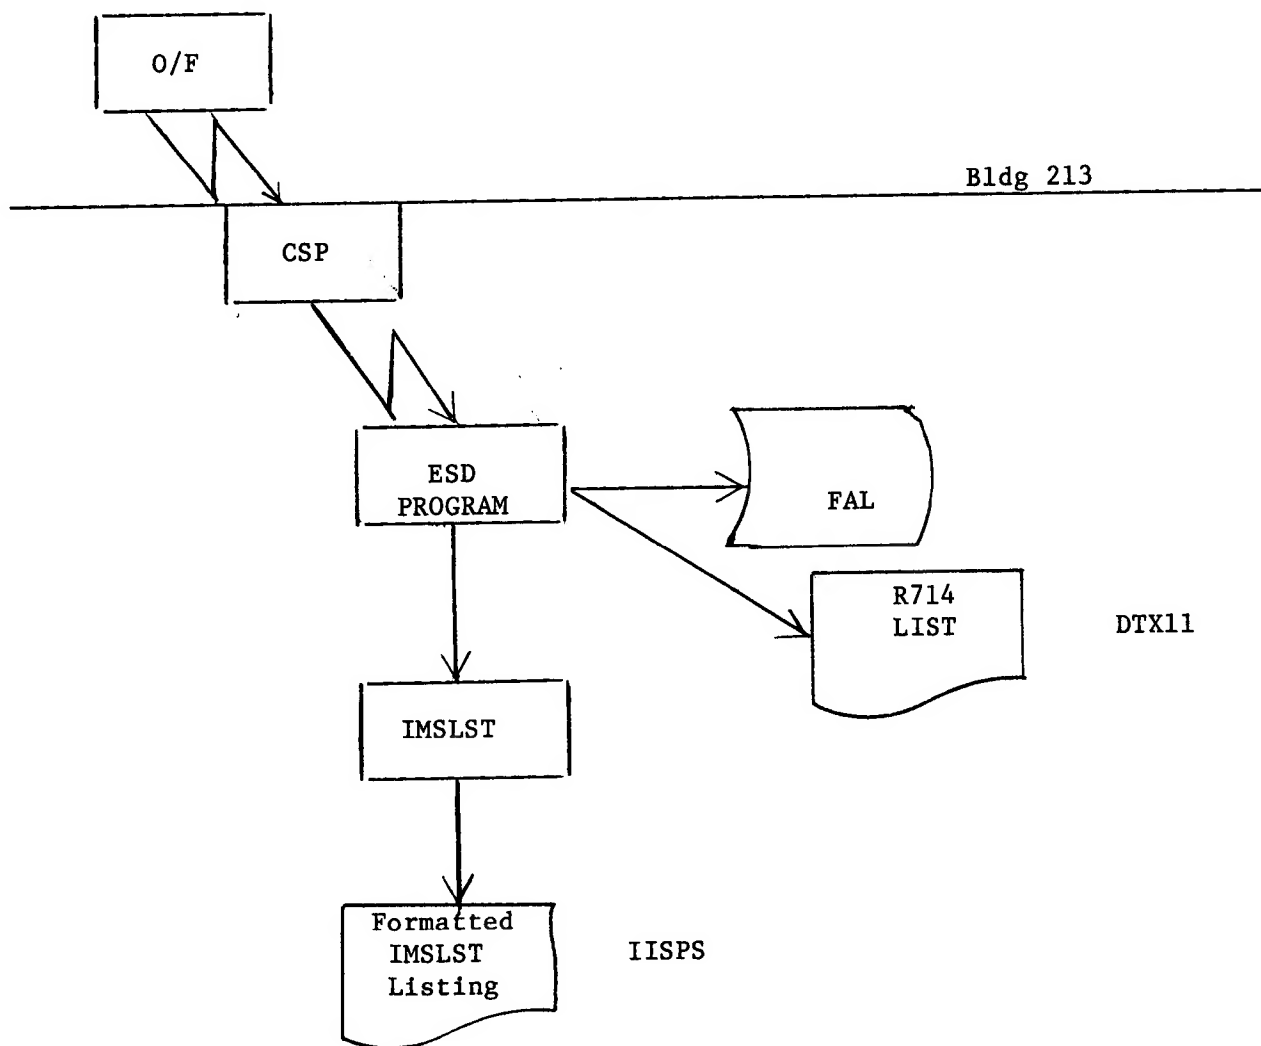 O/F
Bldg 213
CSP
ESD
PROGRAM
FAL
R714
LIST
DTX11
IMSLST
Formatted
IMSLST
Listing
IISPS